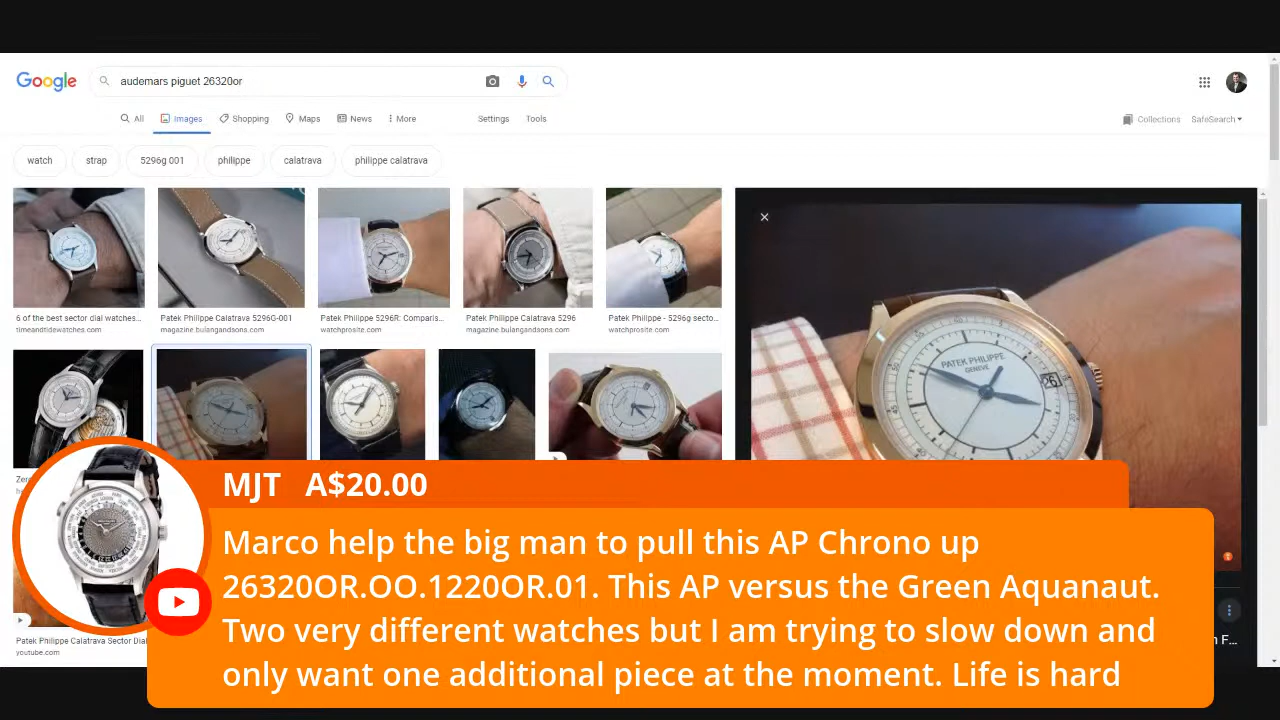 Google
audemars piguet 26320or
All Images Shopping Maps News More Settings Tools
Collections SafeSearch
watch strap 5296g 001 philippe calatrava philippe calatrava
6 of the best sector dial watches...
timeandtidewatches.com
Patek Philippe Calatrava 5296G-001
magazine.bulangandsons.com
Patek Philippe 5296R: Comparis...
watchprosite.com
Patek Philippe Calatrava 5296
magazine.bulangandsons.com
Patek Philippe - 5296g secto...
watchprosite.com
PATEK PHILIPPE
GENEVE
26
MJT A$20.00
Marco help the big man to pull this AP Chrono up
26320OR.OO.1220OR.01. This AP versus the Green Aquanaut.
Two very different watches but I am trying to slow down and
only want one additional piece at the moment. Life is hard
Patek Philippe Calatrava Sector Dial
youtube.com